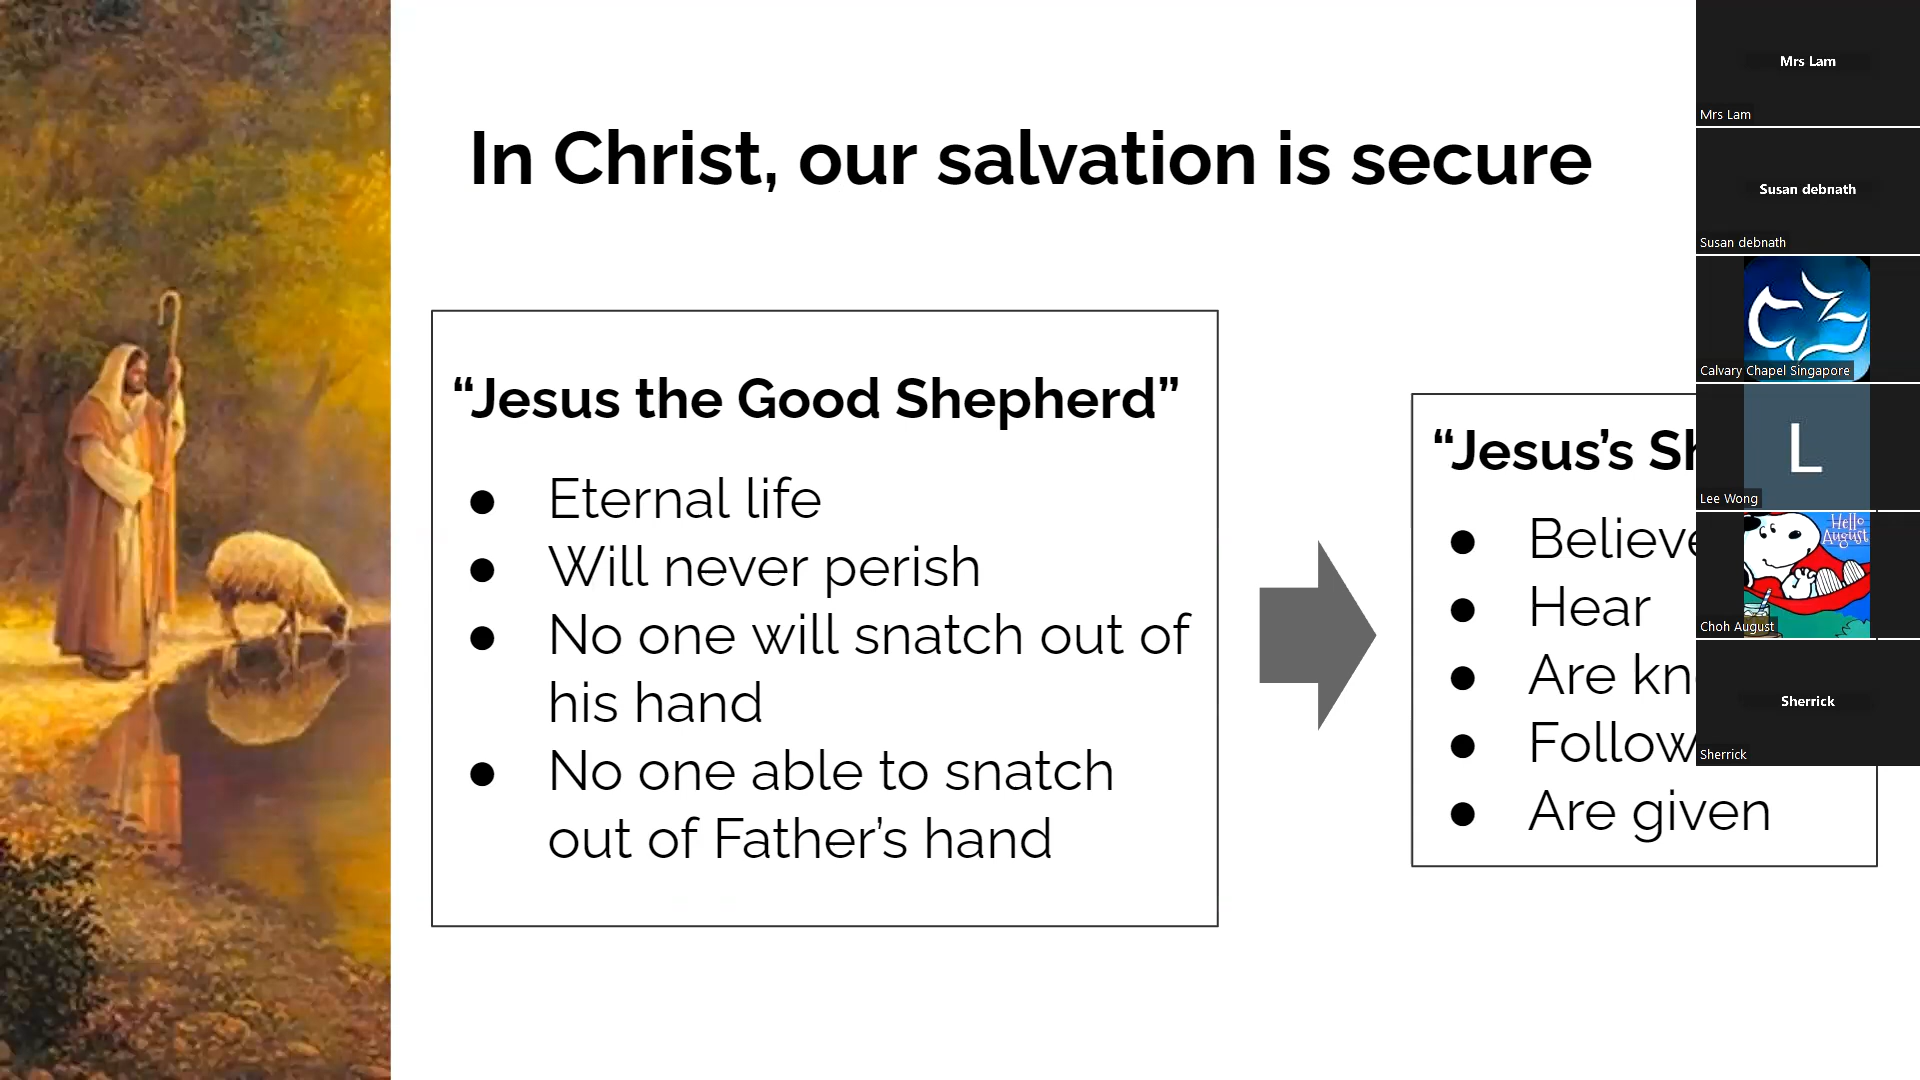 In Christ, our salvation is secure
“Jesus the Good Shepherd”
● Eternal life
● Will never perish
● No one will snatch out of
his hand
● No one able to snatch
out of Father’s hand
“Jesus’s
● Hear
● Are
● Follow
● Are given
Mrs Lam
Mrs Lam
Susan debnath
Susan debnath
Calvary Chapel Singapore
L
Lee Wong
Hello
August
Choh August
Sherrick
Sherrick